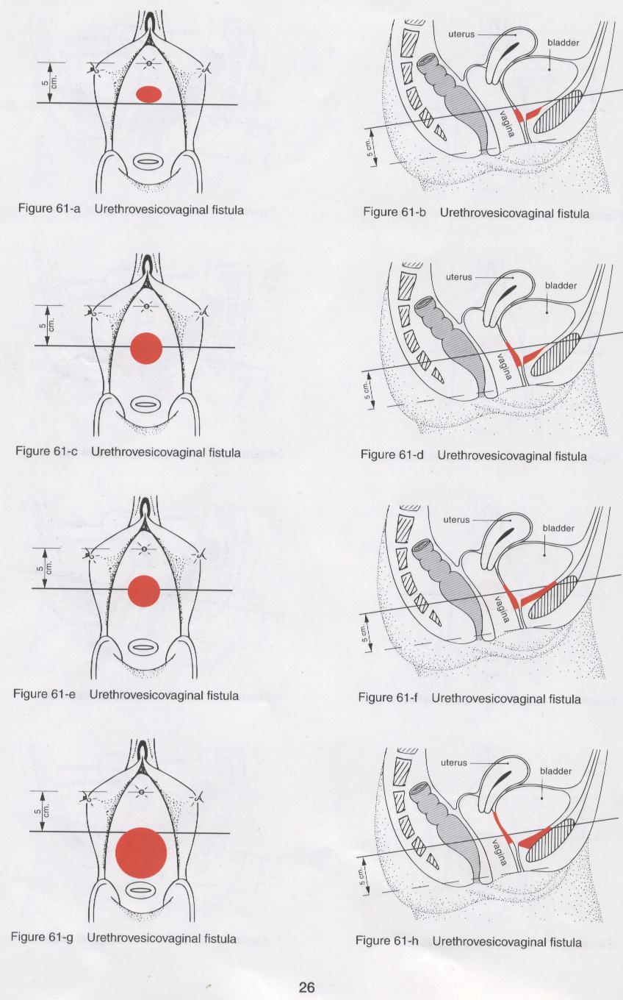 5
cm.
uterus
bladder
vagina
5 cm.
Figure 61-a Urethrovesicovaginal fistula
Figure 61-b Urethrovesicovaginal fistula
5
cm.
uterus
bladder
vagina
5 cm.
Figure 61-c Urethrovesicovaginal fistula
Figure 61-d Urethrovesicovaginal fistula
5
cm.
uterus
bladder
vagina
5 cm.
Figure 61-e Urethrovesicovaginal fistula
Figure 61-f Urethrovesicovaginal fistula
5
cm.
uterus
bladder
vagina
5 cm.
Figure 61-g Urethrovesicovaginal fistula
Figure 61-h Urethrovesicovaginal fistula
26